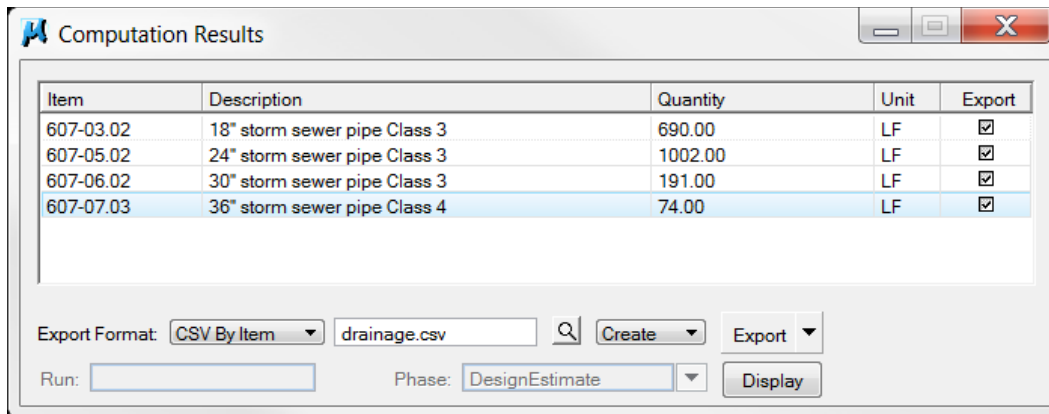 Computation Results
Item Description Quantity Unit Export
607-03.02 18" storm sewer pipe Class 3 690.00 LF
607-05.02 24" storm sewer pipe Class 3 1002.00 LF
607-06.02 30" storm sewer pipe Class 3 191.00 LF
607-07.03 36" storm sewer pipe Class 4 74.00 LF
Export Format: CSV By Item drainage.csv Create Export
Run: Phase: DesignEstimate Display